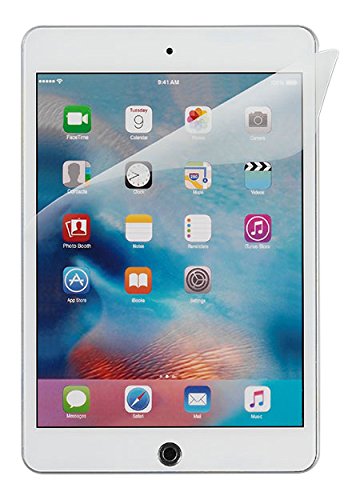 9:41 AM 100%
Tuesday
9
FaceTime Calendar Photos Camera
Contacts Clock Maps Videos
Photo Booth Notes Reminders iTunes Store
App Store iBooks Settings
Messages Safari Mail Music